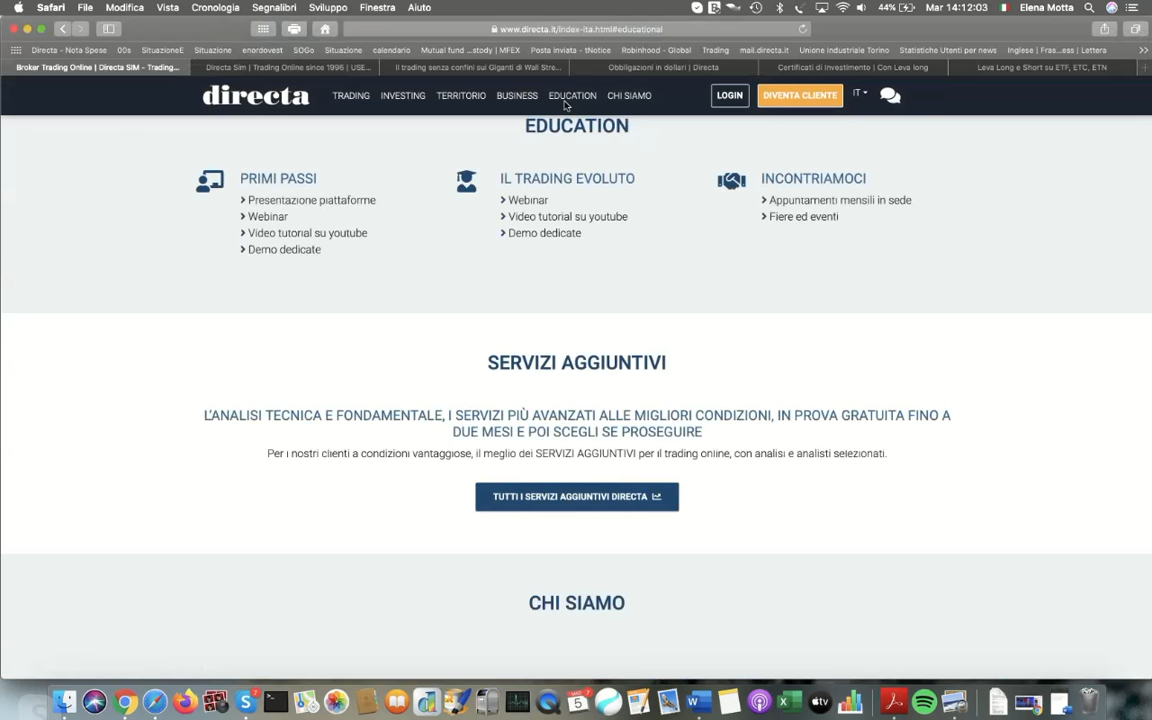 Safari File Modifica Vista Cronologia Segnalibri Sviluppo Finestra Aiuto 44% Mar 14:12:03 Elena Motta
www.directa.it/index-ita.html#educational
Directa - Nota Spese 00s SituazioneE Situazione enordovest SOGo Situazione calendario Mutual fund ...study | MFEX Posta inviata - tNotice Robinhood - Global Trading mail.directa.it Unione Industriale Torino Statistiche Utenti per news Inglese | Fras...ess | Lettera
Broker Trading Online | Directa SIM - Trading... Directa Sim | Trading Online since 1996 | USE... Il trading senza confini sui Giganti di Wall Stre... Obbligazioni in dollari | Directa Certificati di Investimento | Con Leva long Leva Long e Short su ETF, ETC, ETN
directa TRADING INVESTING TERRITORIO BUSINESS EDUCATION CHI SIAMO LOGIN DIVENTA CLIENTE IT
EDUCATION
PRIMI PASSI
Presentazione piattaforme
Webinar
Video tutorial su youtube
Demo dedicate
IL TRADING EVOLUTO
Webinar
Video tutorial su youtube
Demo dedicate
INCONTRIAMOCI
Appuntamenti mensili in sede
Fiere ed eventi
SERVIZI AGGIUNTIVI
L'ANALISI TECNICA E FONDAMENTALE, I SERVIZI PIÙ AVANZATI ALLE MIGLIORI CONDIZIONI, IN PROVA GRATUITA FINO A
DUE MESI E POI SCEGLI SE PROSEGUIRE
Per i nostri clienti a condizioni vantaggiose, il meglio dei SERVIZI AGGIUNTIVI per il trading online, con analisi e analisti selezionati.
TUTTI I SERVIZI AGGIUNTIVI DIRECTA
CHI SIAMO